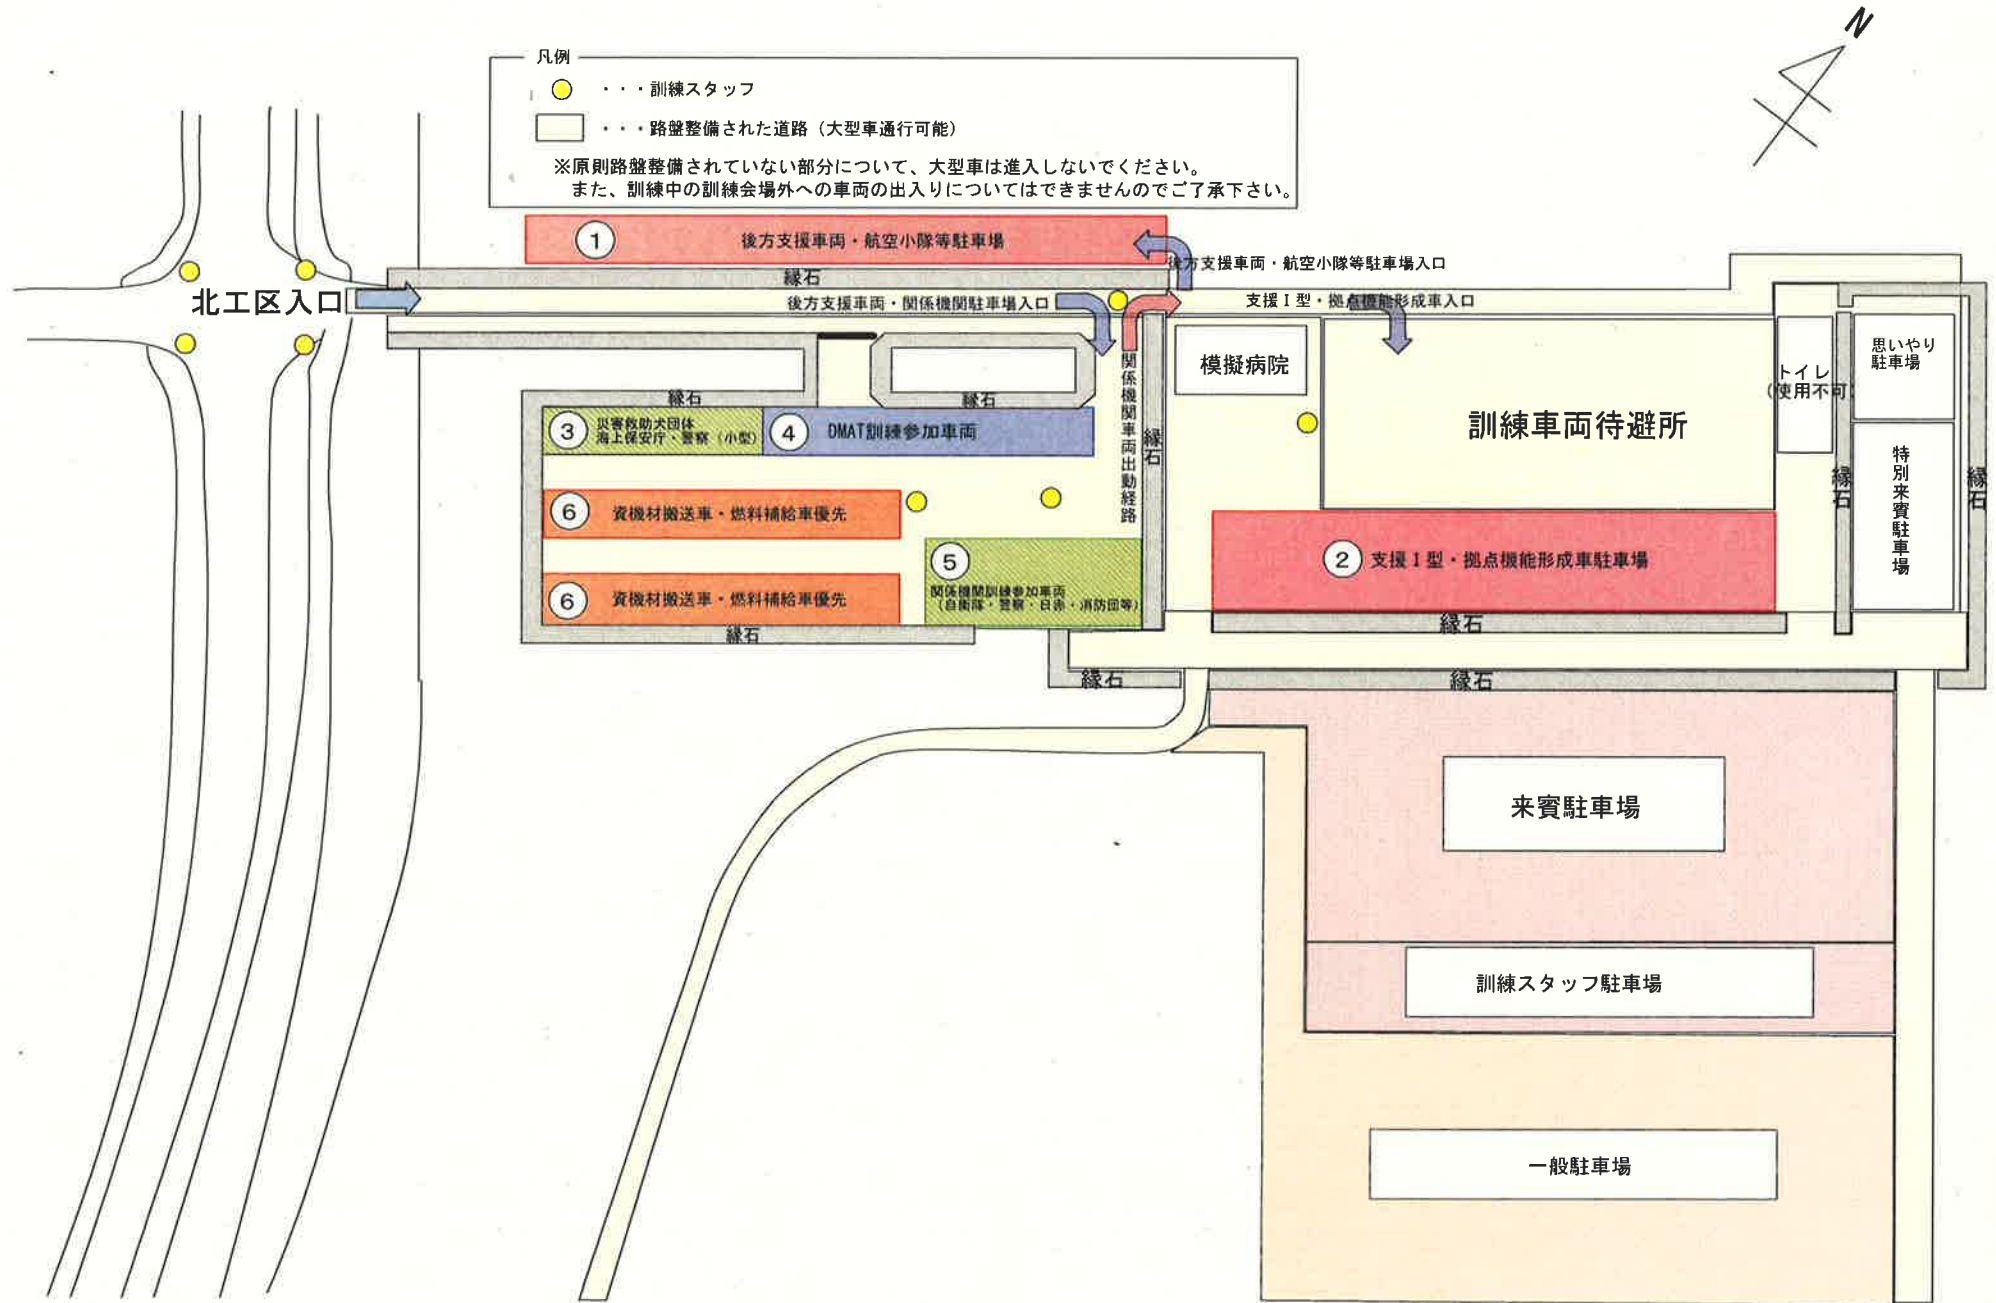 N
凡例
・・・訓練スタッフ
・・・路盤整備された道路（大型車通行可能）
※原則路盤整備されていない部分について、大型車は進入しないでください。
また、訓練中の訓練会場外への車両の出入りについてはできませんのでご了承下さい。
① 後方支援車両・航空小隊等駐車場
後方支援車両・航空小隊等駐車場入口
縁石
北工区入口
後方支援車両・関係機関駐車場入口
支援Ⅰ型・拠点機能形成車入口
模擬病院
関係機関車両出動経路
縁石
訓練車両待避所
トイレ
（使用不可）
思いやり
駐車場
特別来賓駐車場
縁石
縁石
縁石
縁石
③ 災害救助犬団体
海上保安庁・警察（小型）
④ DMAT訓練参加車両
⑥ 資機材搬送車・燃料補給車優先
⑤
関係機関訓練参加車両
（自衛隊・警察・日赤・消防団等）
⑥ 資機材搬送車・燃料補給車優先
② 支援Ⅰ型・拠点機能形成車駐車場
縁石
縁石
縁石
縁石
来賓駐車場
訓練スタッフ駐車場
一般駐車場